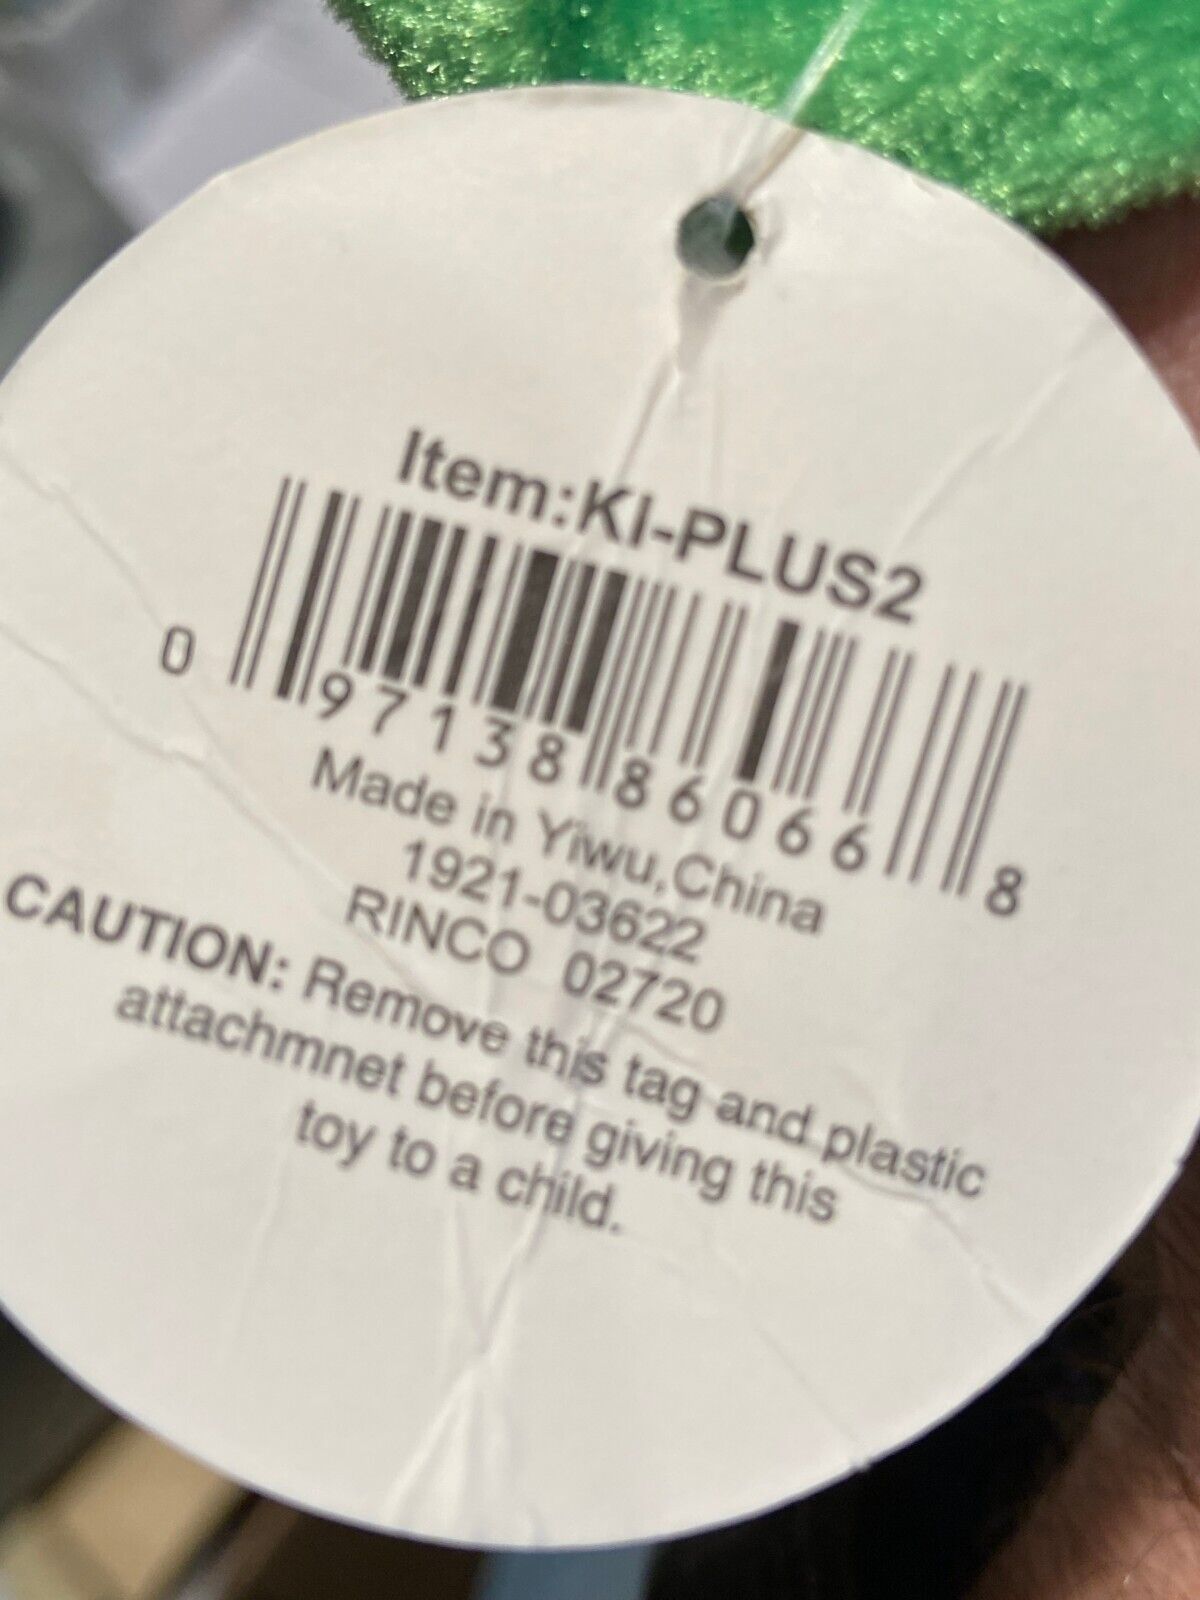 Item:KI-PLUS2
0 97138 86066 8
Made in Yiwu,China
1921-03622
RINCO 02720
CAUTION: Remove this tag and plastic
attachmnet before giving this
toy to a child.